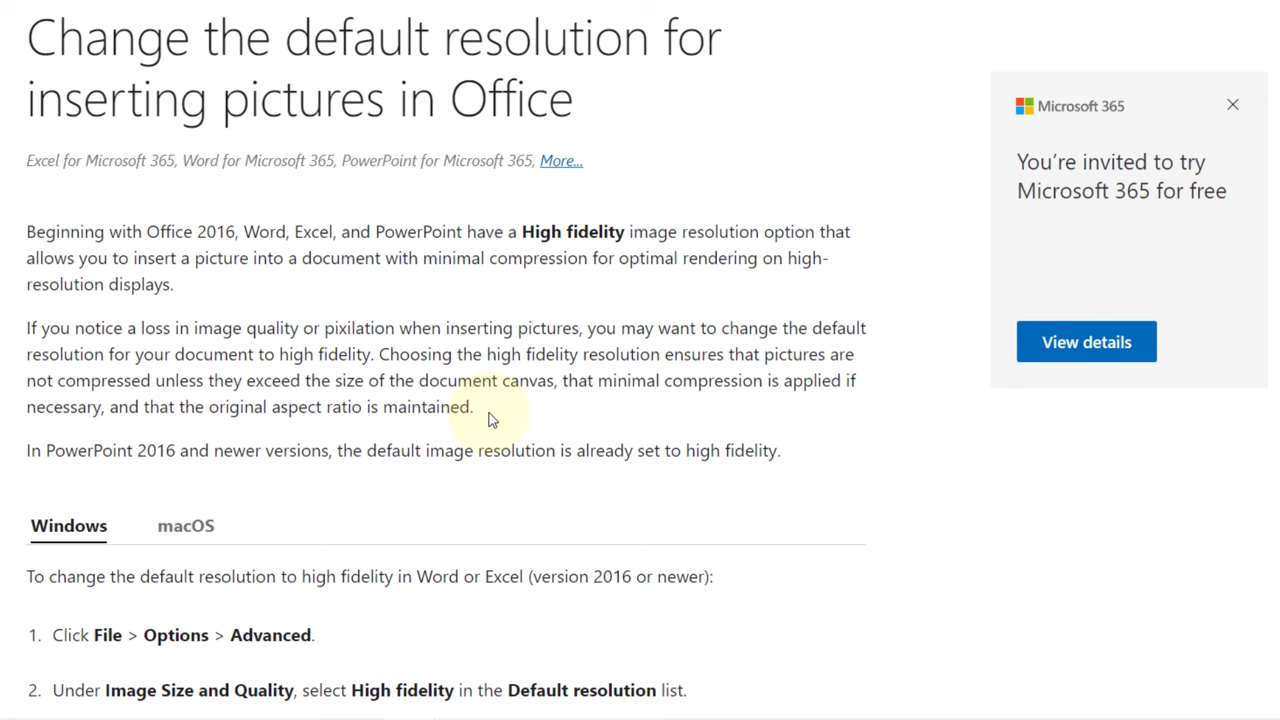 Change the default resolution for
inserting pictures in Office
Excel for Microsoft 365, Word for Microsoft 365, PowerPoint for Microsoft 365, More...
Beginning with Office 2016, Word, Excel, and PowerPoint have a High fidelity image resolution option that
allows you to insert a picture into a document with minimal compression for optimal rendering on high-
resolution displays.
If you notice a loss in image quality or pixilation when inserting pictures, you may want to change the default
resolution for your document to high fidelity. Choosing the high fidelity resolution ensures that pictures are
not compressed unless they exceed the size of the document canvas, that minimal compression is applied if
necessary, and that the original aspect ratio is maintained.
In PowerPoint 2016 and newer versions, the default image resolution is already set to high fidelity.
Windows macOS
To change the default resolution to high fidelity in Word or Excel (version 2016 or newer):
1. Click File > Options > Advanced.
2. Under Image Size and Quality, select High fidelity in the Default resolution list.
Microsoft 365
You’re invited to try
Microsoft 365 for free
View details